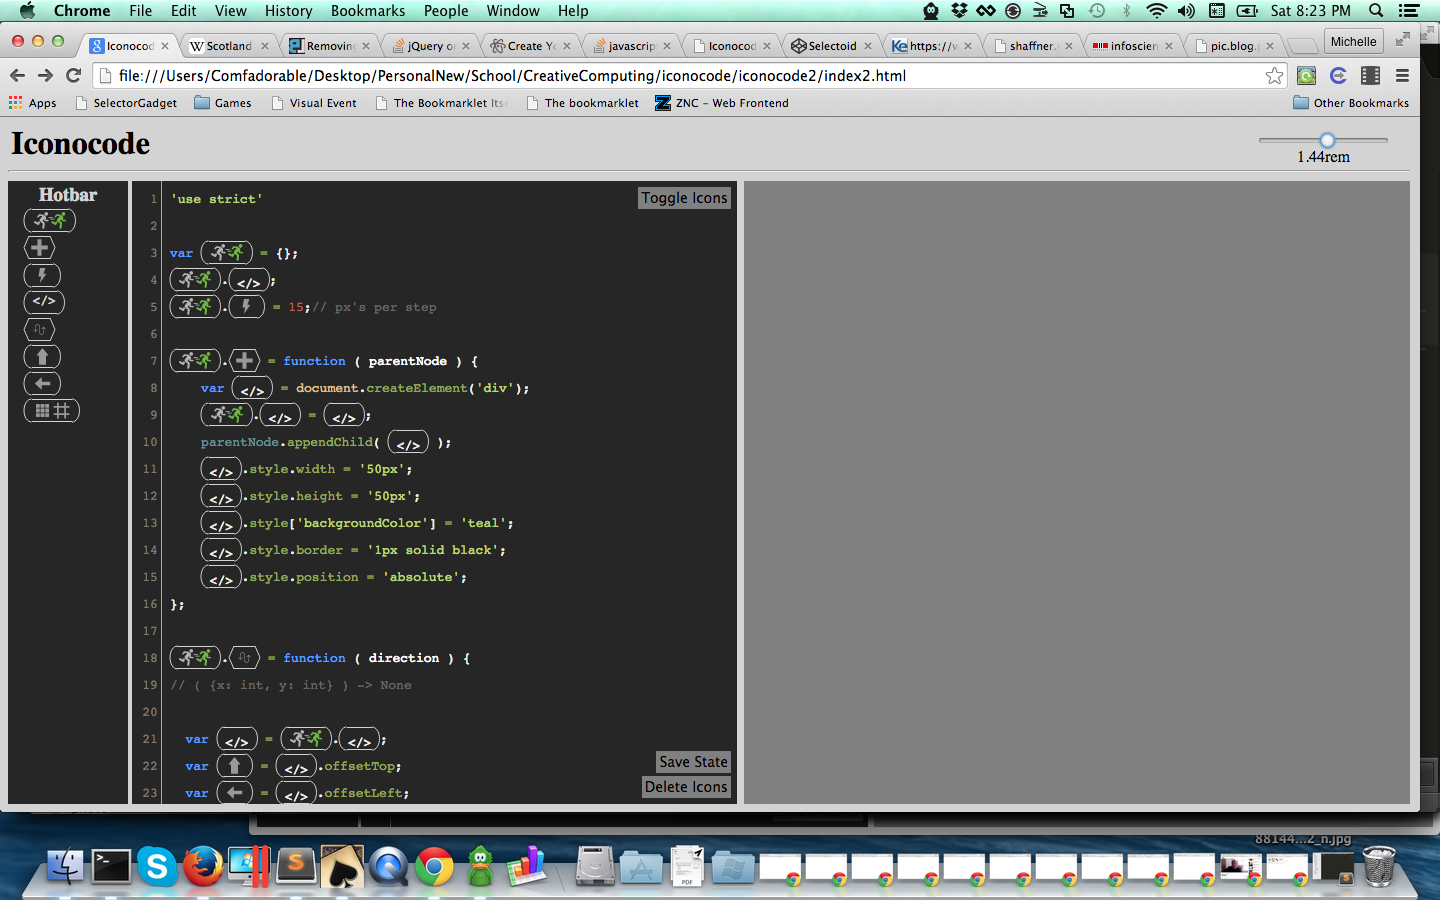 Chrome File Edit View History Bookmarks People Window Help Sat 8:23 PM
Iconocod Scotland Removing jQuery on Create Yo javascrip Iconocod Selectoid https://w shaffner. infoscien pic.blog. Michelle
file:///Users/Comfadorable/Desktop/PersonalNew/School/CreativeComputing/iconocode/iconocode2/index2.html
Apps SelectorGadget Games Visual Event The Bookmarklet Its The bookmarklet ZNC - Web Frontend Other Bookmarks
Iconocode
1.44rem
Hotbar
</>
Toggle Icons
1 'use strict'
2
3 var = {};
4 .</>;
5 . = 15;// px's per step
6
7 . = function ( parentNode ) {
8 var </> = document.createElement('div');
9 .</> = </>;
10 parentNode.appendChild( </> );
11 </>.style.width = '50px';
12 </>.style.height = '50px';
13 </>.style['backgroundColor'] = 'teal';
14 </>.style.border = '1px solid black';
15 </>.style.position = 'absolute';
16 };
17
18 . = function ( direction ) {
19 // ( {x: int, y: int} ) -> None
20
21 var </> = .</>;
22 var = </>.offsetTop;
23 var = </>.offsetLeft;
Save State
Delete Icons
88144...2_n.jpg
PDF